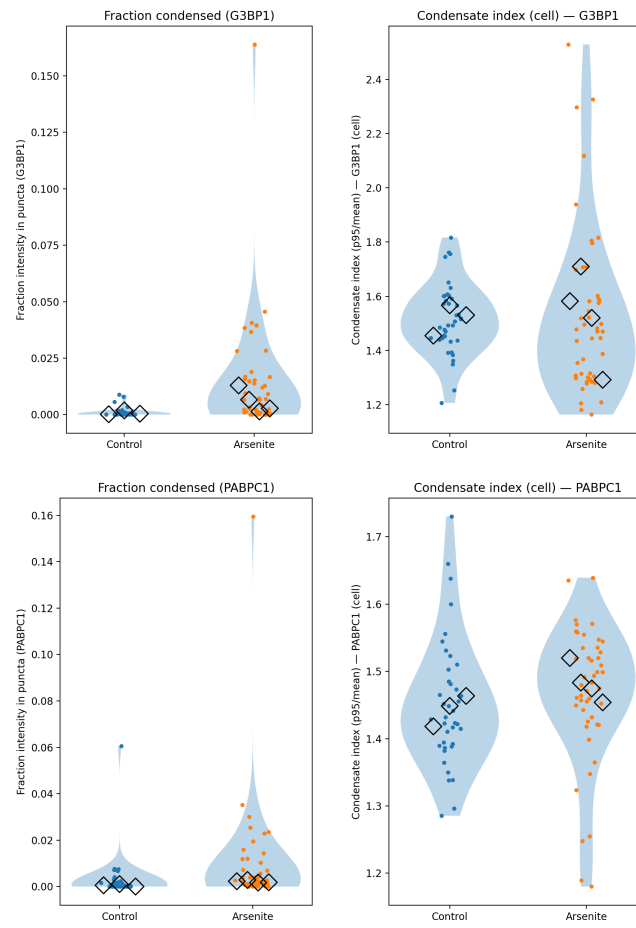 Fraction condensed (G3BP1)
Fraction intensity in puncta (G3BP1)
0.150
0.125
0.100
0.075
0.050
0.025
0.000
Control
Arsenite
Condensate index (cell) — G3BP1
Condensate index (p95/mean) — G3BP1 (cell)
2.4
2.2
2.0
1.8
1.6
1.4
1.2
Control
Arsenite
Fraction condensed (PABPC1)
Fraction intensity in puncta (PABPC1)
0.16
0.14
0.12
0.10
0.08
0.06
0.04
0.02
0.00
Control
Arsenite
Condensate index (cell) — PABPC1
Condensate index (p95/mean) — PABPC1 (cell)
1.7
1.6
1.5
1.4
1.3
1.2
Control
Arsenite